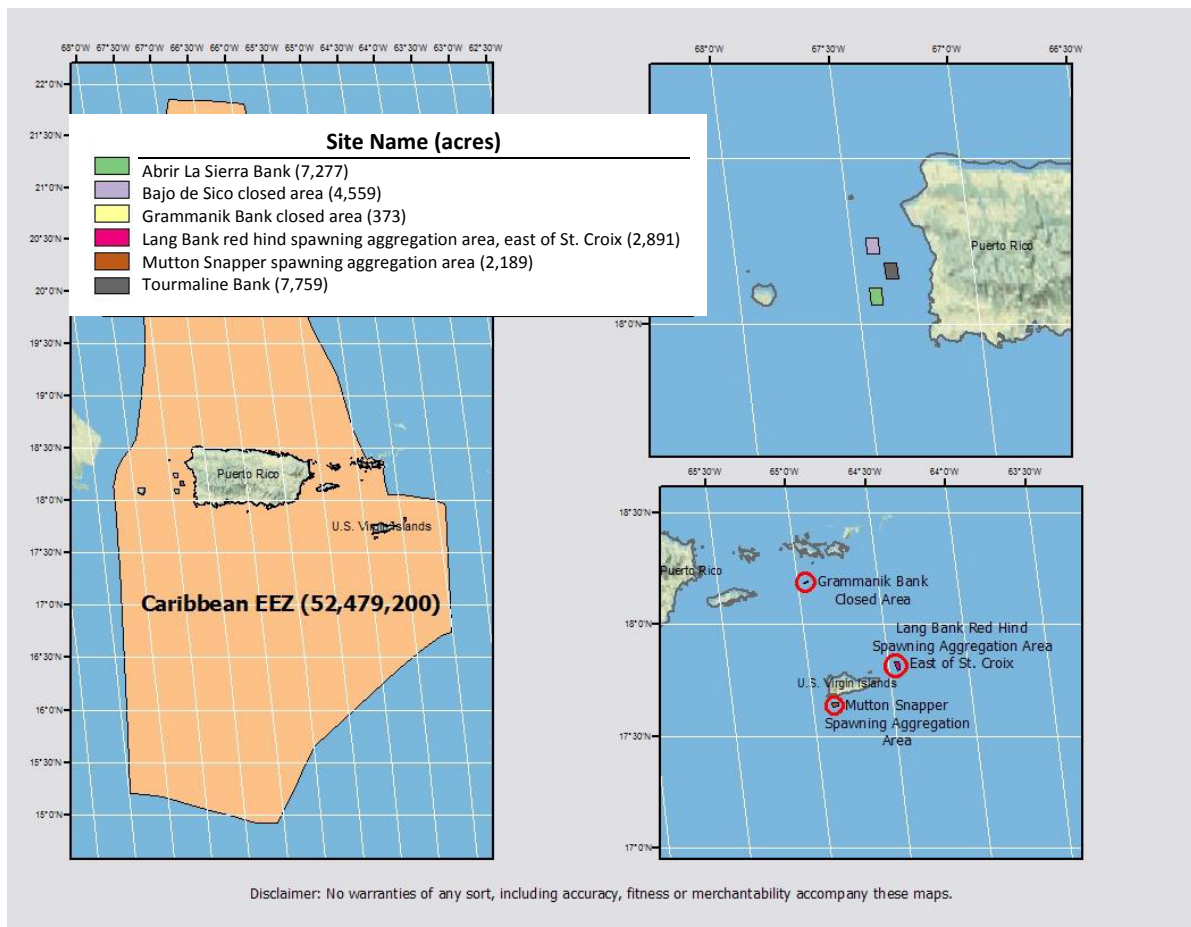 68°0'W 67°30'W 67°0'W 66°30'W 66°0'W 65°30'W 65°0'W 64°30'W 64°0'W 63°30'W 63°0'W 62°30'W
22°0'N
21°30'N
21°0'N
20°30'N
20°0'N
19°30'N
19°0'N
18°30'N
18°0'N
17°30'N
17°0'N
16°30'N
16°0'N
15°30'N
15°0'N
Site Name (acres)
Abrir La Sierra Bank (7,277)
Bajo de Sico closed area (4,559)
Grammanik Bank closed area (373)
Lang Bank red hind spawning aggregation area, east of St. Croix (2,891)
Mutton Snapper spawning aggregation area (2,189)
Tourmaline Bank (7,759)
Puerto Rico
U.S. Virgin Islands
Caribbean EEZ (52,479,200)
68°0'W 67°30'W 67°0'W 66°30'W
18°0'N
Puerto Rico
65°30'W 65°0'W 64°30'W 64°0'W 63°30'W
18°30'N
18°0'N
17°30'N
17°0'N
Puerto Rico
Grammanik Bank
Closed Area
Lang Bank Red Hind
Spawning Aggregation Area
East of St. Croix
U.S. Virgin Islands
Mutton Snapper
Spawning Aggregation
Area
Disclaimer: No warranties of any sort, including accuracy, fitness or merchantability accompany these maps.